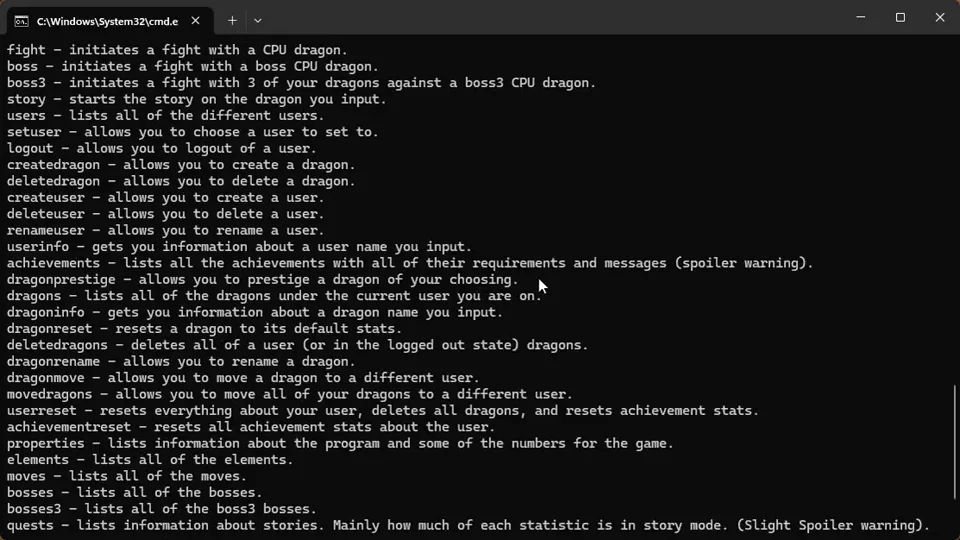 C:\Windows\System32\cmd.e
fight - initiates a fight with a CPU dragon.
boss - initiates a fight with a boss CPU dragon.
boss3 - initiates a fight with 3 of your dragons against a boss3 CPU dragon.
story - starts the story on the dragon you input.
users - lists all of the different users.
setuser - allows you to choose a user to set to.
logout - allows you to logout of a user.
createdragon - allows you to create a dragon.
deletedragon - allows you to delete a dragon.
createuser - allows you to create a user.
deleteuser - allows you to delete a user.
renameuser - allows you to rename a user.
userinfo - gets you information about a user name you input.
achievements - lists all the achievements with all of their requirements and messages (spoiler warning).
dragonprestige - allows you to prestige a dragon of your choosing.
dragons - lists all of the dragons under the current user you are on.
dragoninfo - gets you information about a dragon name you input.
dragonreset - resets a dragon to its default stats.
deletedragons - deletes all of a user (or in the logged out state) dragons.
dragonrename - allows you to rename a dragon.
dragonmove - allows you to move a dragon to a different user.
movedragons - allows you to move all of your dragons to a different user.
userreset - resets everything about your user, deletes all dragons, and resets achievement stats.
achievementreset - resets all achievement stats about the user.
properties - lists information about the program and some of the numbers for the game.
elements - lists all of the elements.
moves - lists all of the moves.
bosses - lists all of the bosses.
bosses3 - lists all of the boss3 bosses.
quests - lists information about stories. Mainly how much of each statistic is in story mode. (Slight Spoiler warning).